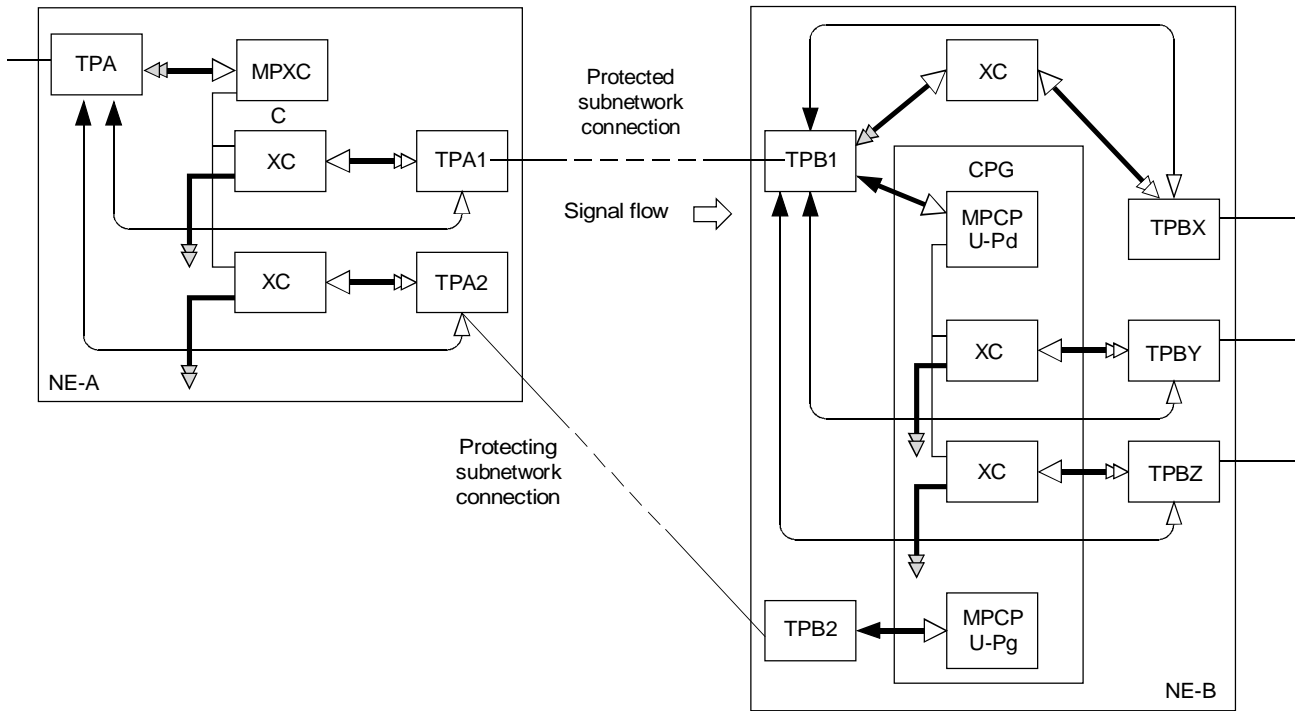 TPA
MPXC
C
XC
TPA1
XC
TPA2
NE-A
Protected
subnetwork
connection
Signal flow
Protecting
subnetwork
connection
XC
TPB1
CPG
MPCP
U-Pd
TPBX
XC
TPBY
XC
TPBZ
TPB2
MPCP
U-Pg
NE-B